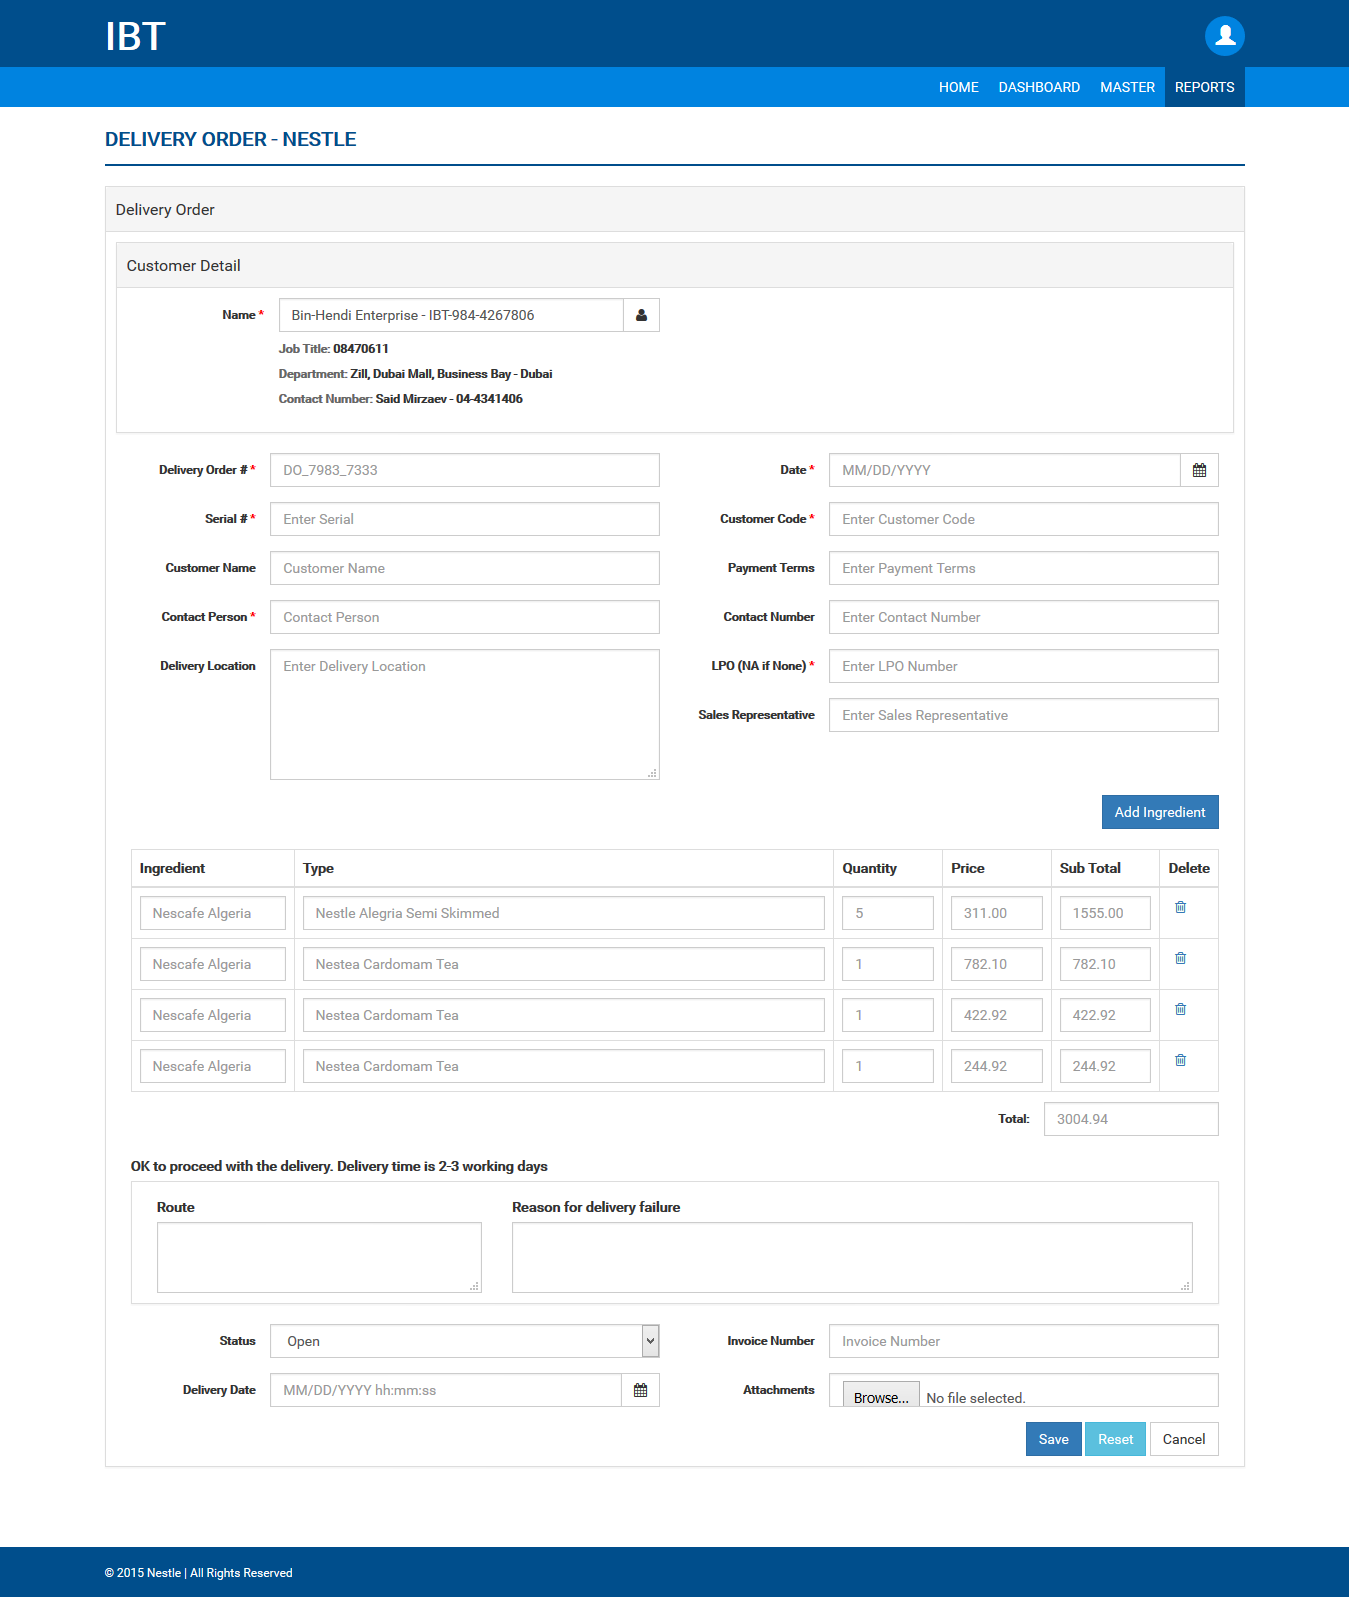 IBT
HOME DASHBOARD MASTER REPORTS
DELIVERY ORDER - NESTLE
Delivery Order
Customer Detail
Name * Bin-Hendi Enterprise - IBT-984-4267806
Job Title: 08470611
Department: Zill, Dubai Mall, Business Bay - Dubai
Contact Number: Said Mirzaev - 04-4341406
Delivery Order # * DO_7983_7333 Date * MM/DD/YYYY
Serial # * Enter Serial Customer Code * Enter Customer Code
Customer Name Customer Name Payment Terms Enter Payment Terms
Contact Person * Contact Person Contact Number Enter Contact Number
Delivery Location Enter Delivery Location LPO (NA if None) * Enter LPO Number
Sales Representative Enter Sales Representative
Add Ingredient
Ingredient Type Quantity Price Sub Total Delete
Nescafe Algeria Nestle Alegria Semi Skimmed 5 311.00 1555.00
Nescafe Algeria Nestea Cardomam Tea 1 782.10 782.10
Nescafe Algeria Nestea Cardomam Tea 1 422.92 422.92
Nescafe Algeria Nestea Cardomam Tea 1 244.92 244.92
Total: 3004.94
OK to proceed with the delivery. Delivery time is 2-3 working days
Route Reason for delivery failure
Status Open Invoice Number Invoice Number
Delivery Date MM/DD/YYYY hh:mm:ss Attachments Browse... No file selected.
Save Reset Cancel
© 2015 Nestle | All Rights Reserved